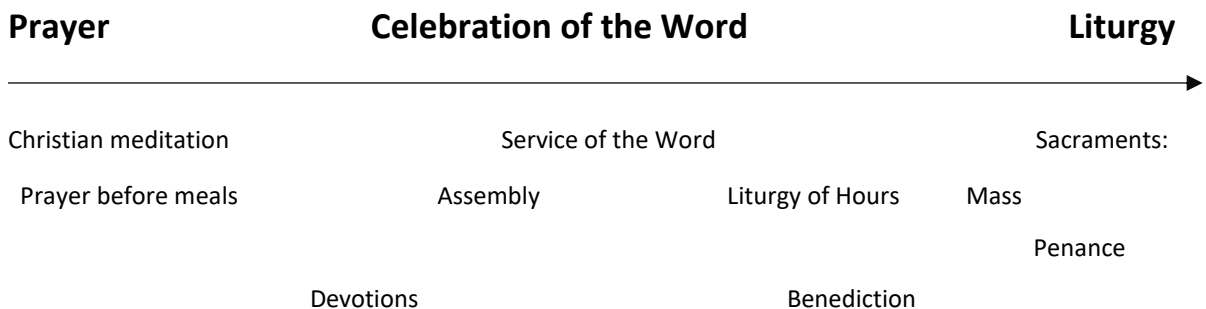 Prayer Celebration of the Word Liturgy
Christian meditation Service of the Word Sacraments:
Prayer before meals Assembly Liturgy of Hours Mass
Penance
Devotions Benediction